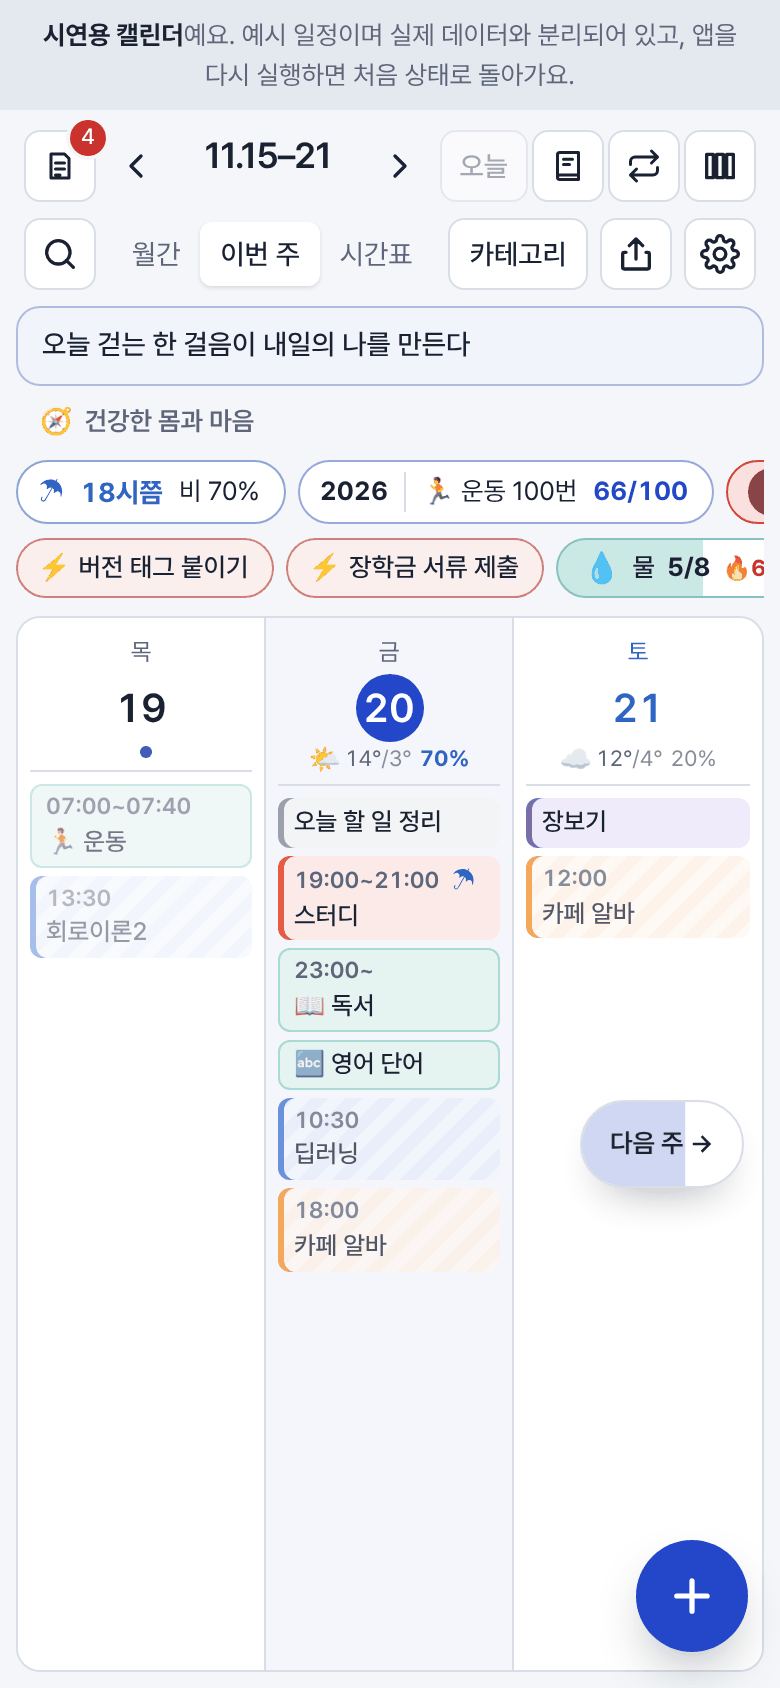 시연용 캘린더예요. 예시 일정이며 실제 데이터와 분리되어 있고, 앱을
다시 실행하면 처음 상태로 돌아가요.
4
11.15–21
오늘
월간
이번 주
시간표
카테고리
오늘 걷는 한 걸음이 내일의 나를 만든다
건강한 몸과 마음
18시쯤 비 70%
2026 운동 100번 66/100
버전 태그 붙이기
장학금 서류 제출
물 5/8 6
목
19
07:00~07:40
운동
13:30
회로이론2
금
20
14°/3° 70%
오늘 할 일 정리
19:00~21:00
스터디
23:00~
독서
abc 영어 단어
10:30
딥러닝
18:00
카페 알바
토
21
12°/4° 20%
장보기
12:00
카페 알바
다음 주 →